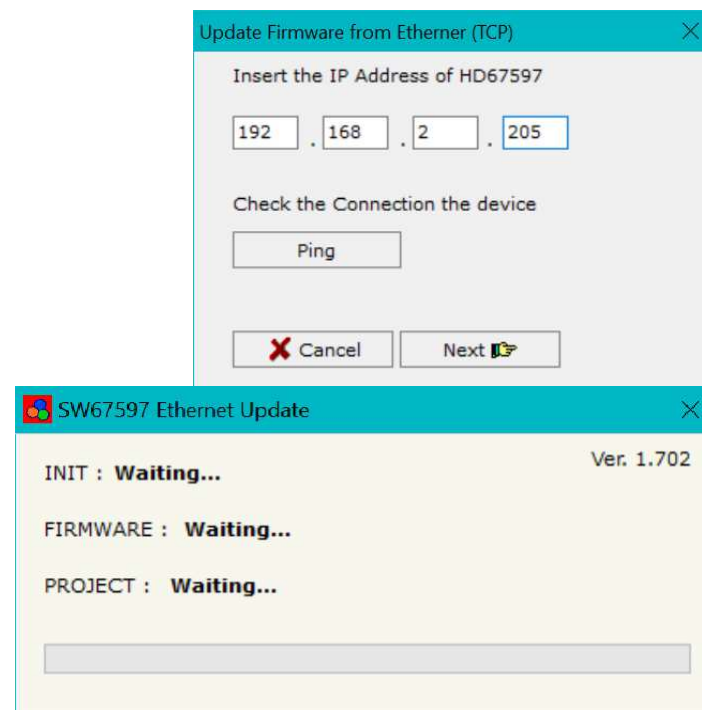 Update Firmware from Etherner (TCP)
Insert the IP Address of HD67597
192 . 168 . 2 . 205
Check the Connection the device
Ping
Cancel Next
SW67597 Ethernet Update
Ver. 1.702
INIT : Waiting...
FIRMWARE : Waiting...
PROJECT : Waiting...